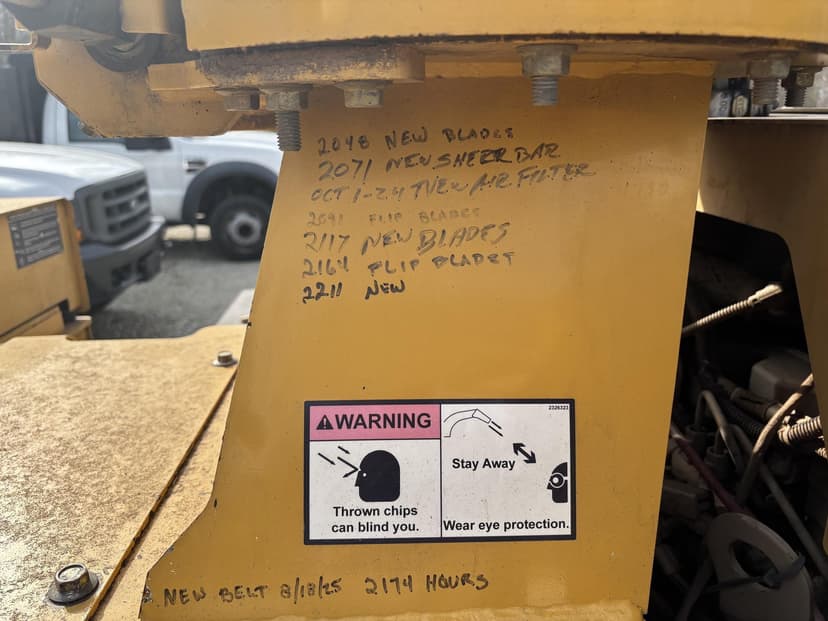 2048 NEW BLADES
2071 NEW SHEER BAR
OCT 1-24 NEW AIR FILTER
2091 FLIP BLADES
2117 NEW BLADES
2164 FLIP BLADES
2211 NEW
WARNING
2326323
Stay Away
Thrown chips
can blind you.
Wear eye protection.
NEW BELT 8/18/25 2174 HOURS